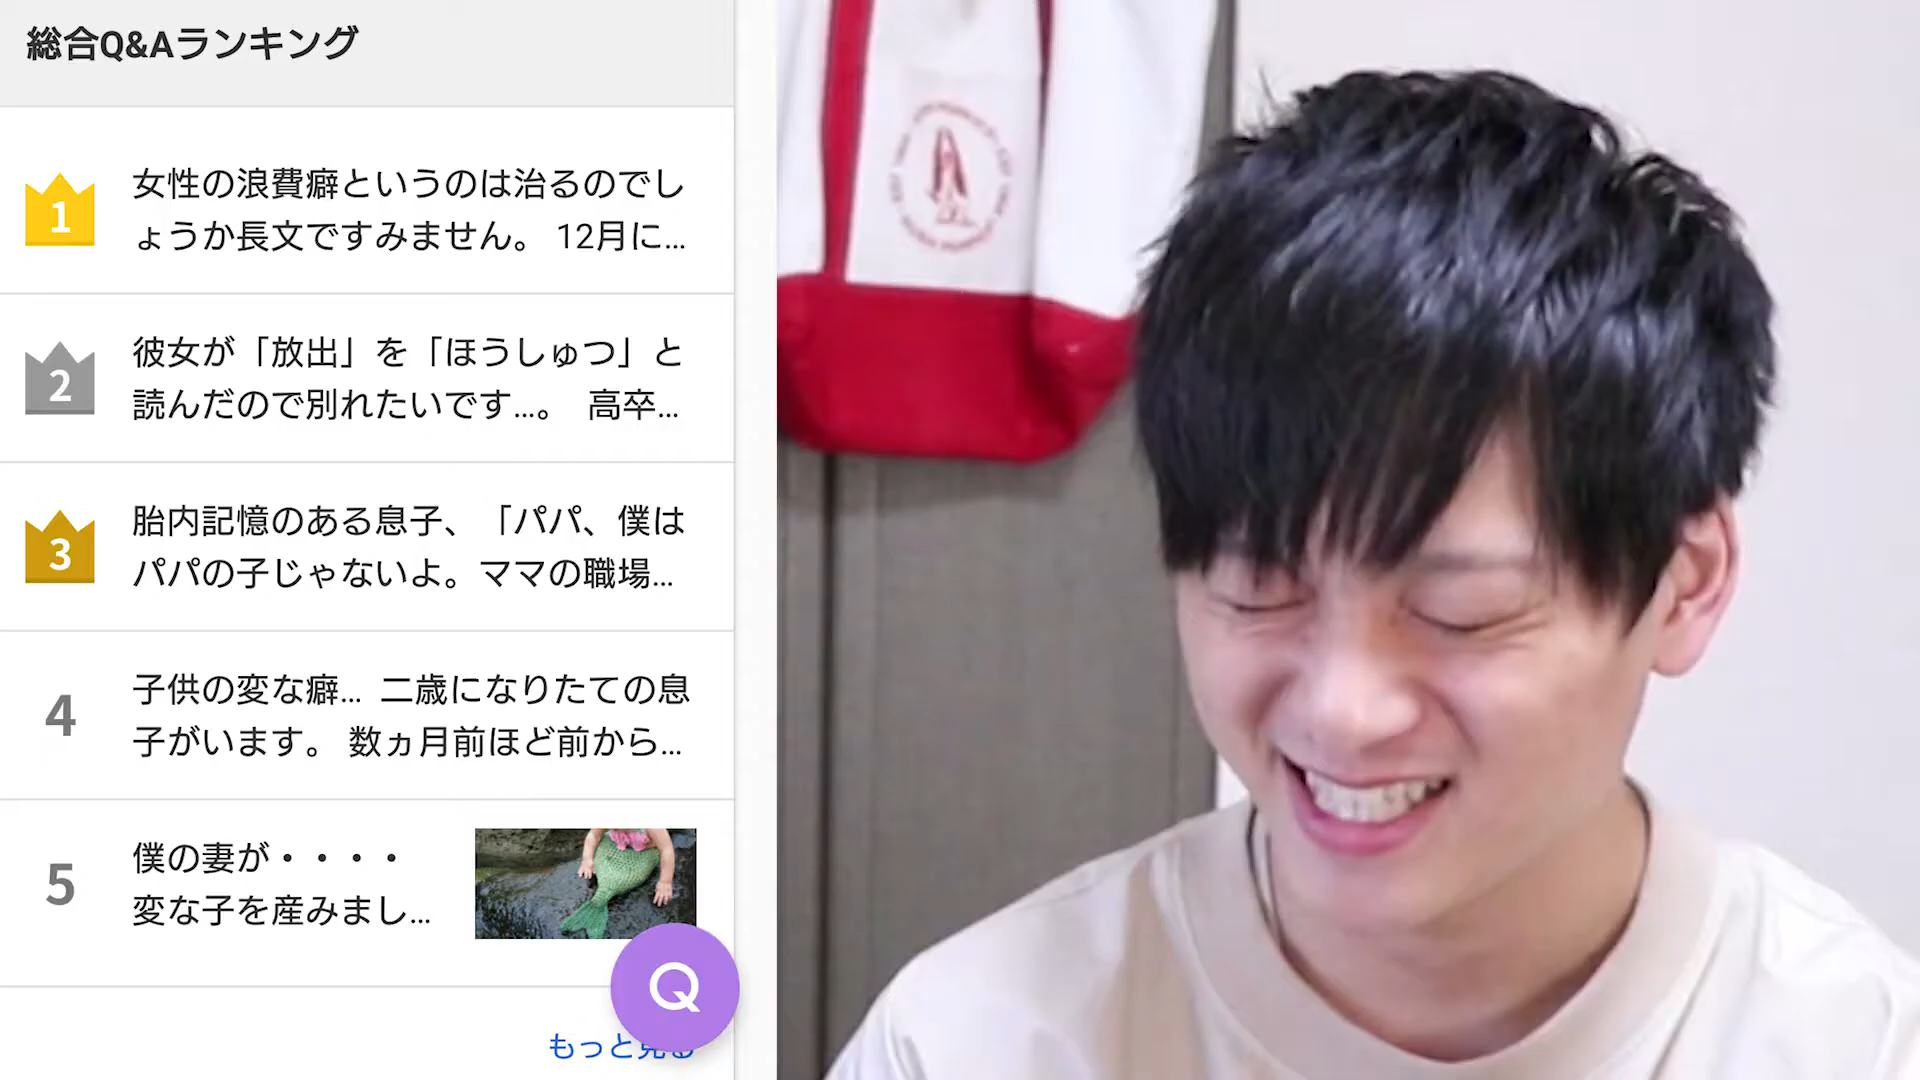 総合Q&Aランキング
1
女性の浪費癖というのは治るのでし
ょうか長文ですみません。 12月に...
2
彼女が「放出」を「ほうしゅつ」と
読んだので別れたいです...。 高卒...
3
胎内記憶のある息子、「パパ、僕は
パパの子じゃないよ。ママの職場...
4
子供の変な癖... 二歳になりたての息
子がいます。 数ヵ月前ほど前から...
5
僕の妻が・・・・
変な子を産みまし...
Q
もっと見る